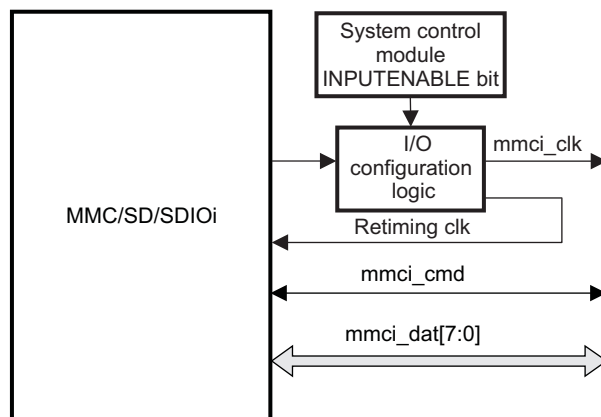 System control
module
INPUTENABLE bit
I/O
configuration
logic
mmci_clk
MMC/SD/SDIOi
Retiming clk
mmci_cmd
mmci_dat[7:0]